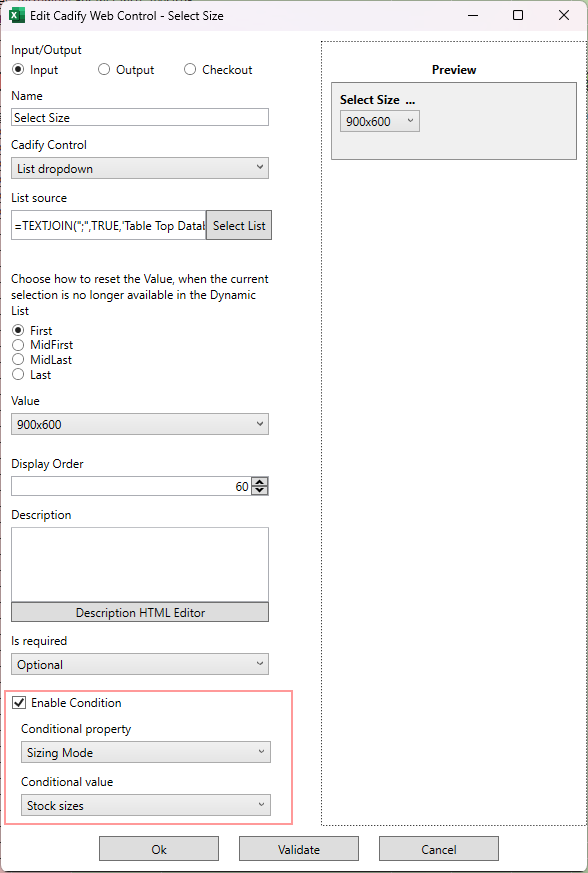 Edit Cadify Web Control - Select Size
Input/Output
Input
Output
Checkout
Name
Select Size
Cadify Control
List dropdown
List source
=TEXTJOIN(";",TRUE,'Table Top Datab
Select List
Choose how to reset the Value, when the current
selection is no longer available in the Dynamic
List
First
MidFirst
MidLast
Last
Value
900x600
Display Order
60
Description
Description HTML Editor
Is required
Optional
Enable Condition
Conditional property
Sizing Mode
Conditional value
Stock sizes
Preview
Select Size ...
900x600
Ok
Validate
Cancel